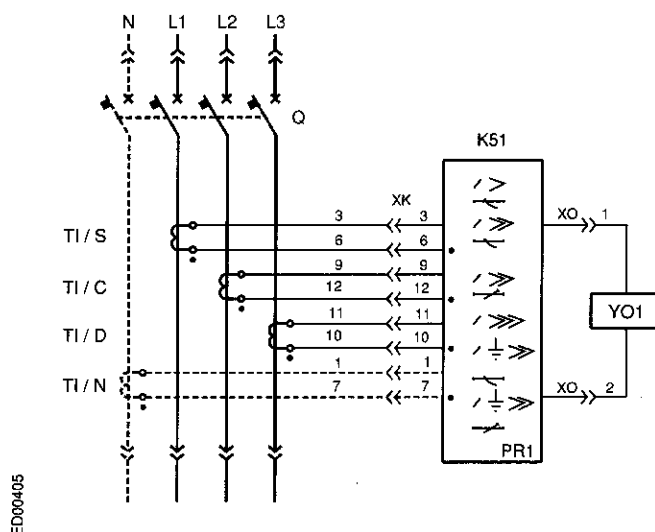 N L1 L2 L3
Q
K51
XK
TI / S
3 3
6 6
XO 1
TI / C
9 9
12 12
YO1
TI / D
11 11
10 10
TI / N
1 1
7 7
XO 2
PR1
ED00405